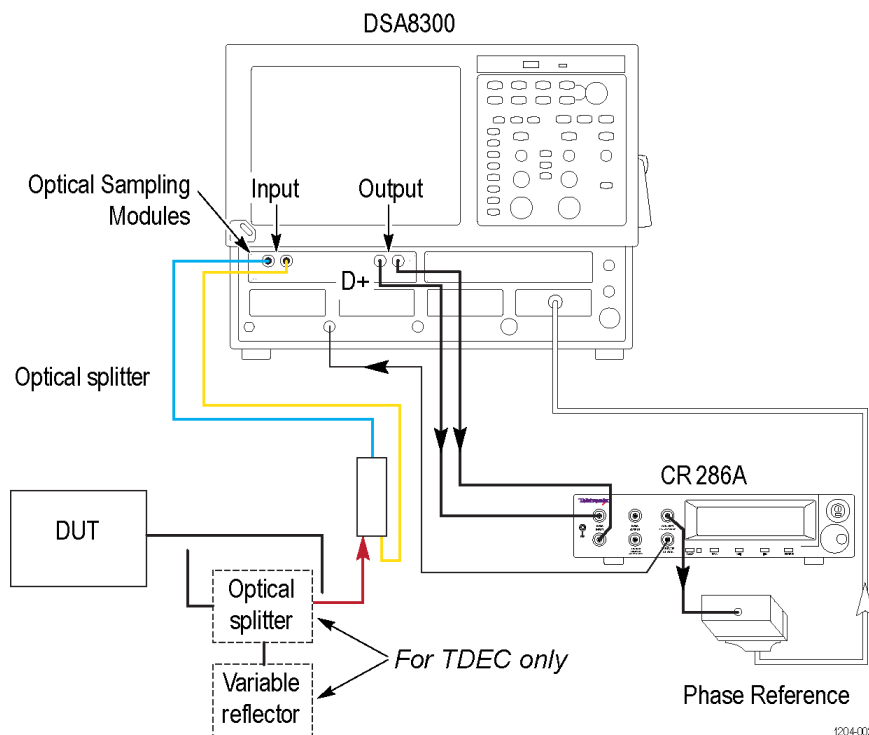 DSA8300
Optical Sampling
Modules
Input
Output
D+
Optical splitter
CR 286A
Tektronix
DUT
Optical
splitter
For TDEC only
Variable
reflector
Phase Reference